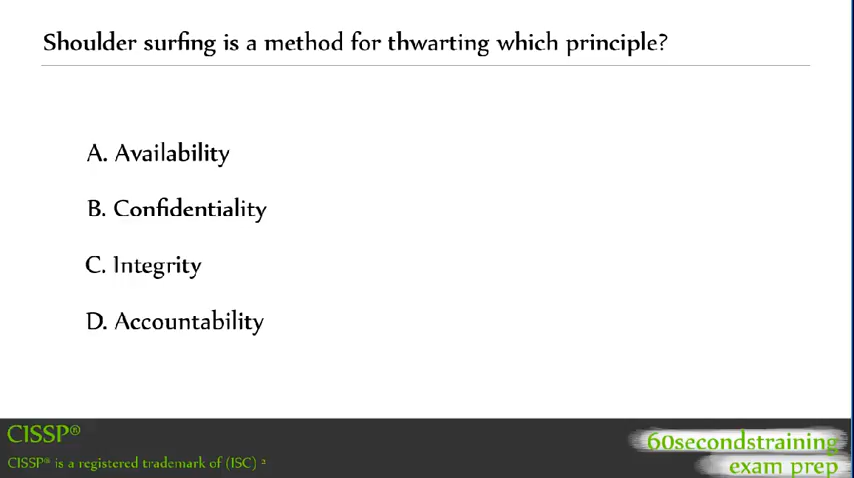 Shoulder surfing is a method for thwarting which principle?
A. Availability
B. Confidentiality
C. Integrity
D. Accountability
CISSP®
CISSP® is a registered trademark of (ISC) ²
60secondstraining
exam prep